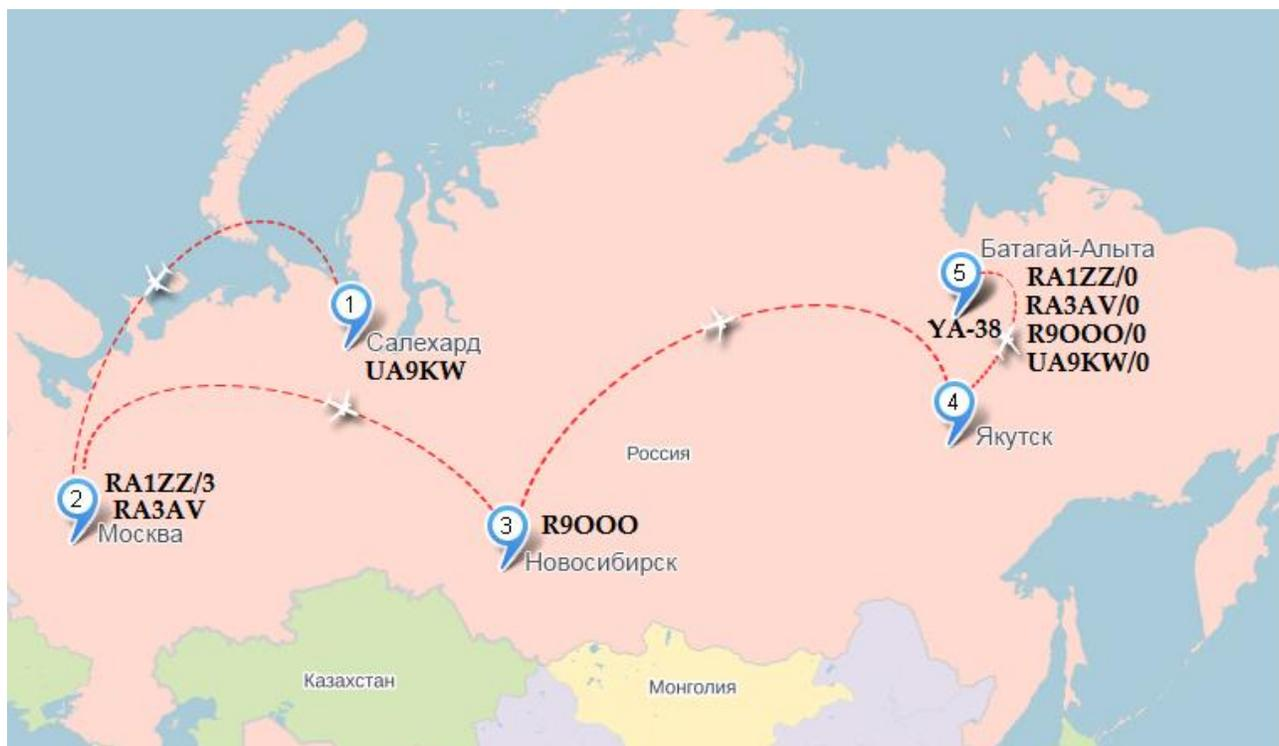 5
Батагай-Алыта
RA1ZZ/0
RA3AV/0
YA-38
R9OOO/0
UA9KW/0
1
Салехард
UA9KW
4
Якутск
Россия
2
RA1ZZ/3
RA3AV
Москва
3
R9OOO
Новосибирск
Казахстан
Монголия